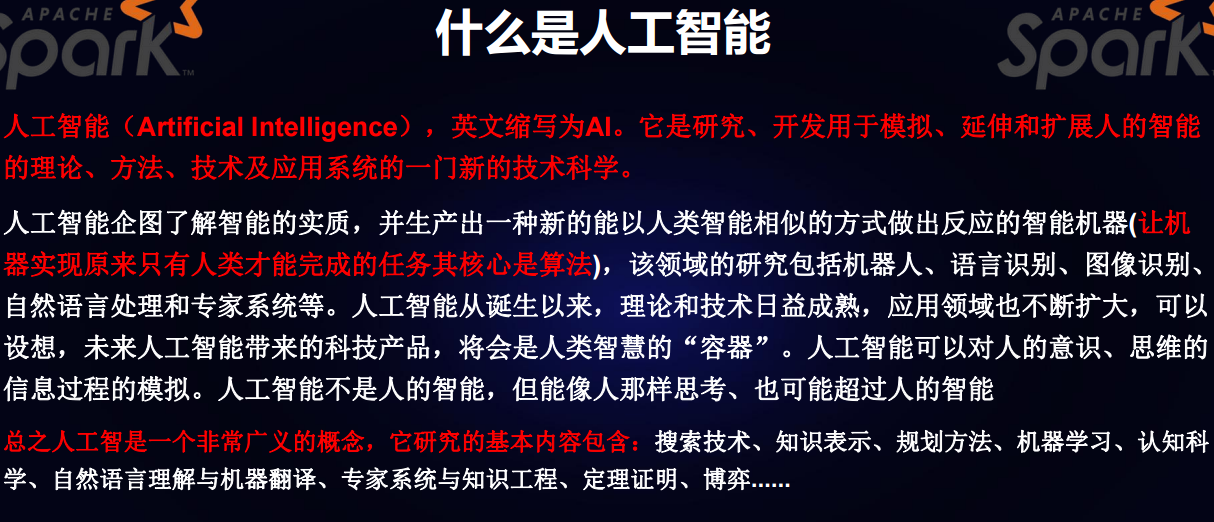 APACHE
Spark™
什么是人工智能
APACHE
Spark
人工智能（Artificial Intelligence），英文缩写为AI。它是研究、开发用于模拟、延伸和扩展人的智能
的理论、方法、技术及应用系统的一门新的技术科学。
人工智能企图了解智能的实质，并生产出一种新的能以人类智能相似的方式做出反应的智能机器(让机
器实现原来只有人类才能完成的任务其核心是算法)，该领域的研究包括机器人、语言识别、图像识别、
自然语言处理和专家系统等。人工智能从诞生以来，理论和技术日益成熟，应用领域也不断扩大，可以
设想，未来人工智能带来的科技产品，将会是人类智慧的“容器”。人工智能可以对人的意识、思维的
信息过程的模拟。人工智能不是人的智能，但能像人那样思考、也可能超过人的智能
总之人工智是一个非常广义的概念，它研究的基本内容包含：搜索技术、知识表示、规划方法、机器学习、认知科
学、自然语言理解与机器翻译、专家系统与知识工程、定理证明、博弈......